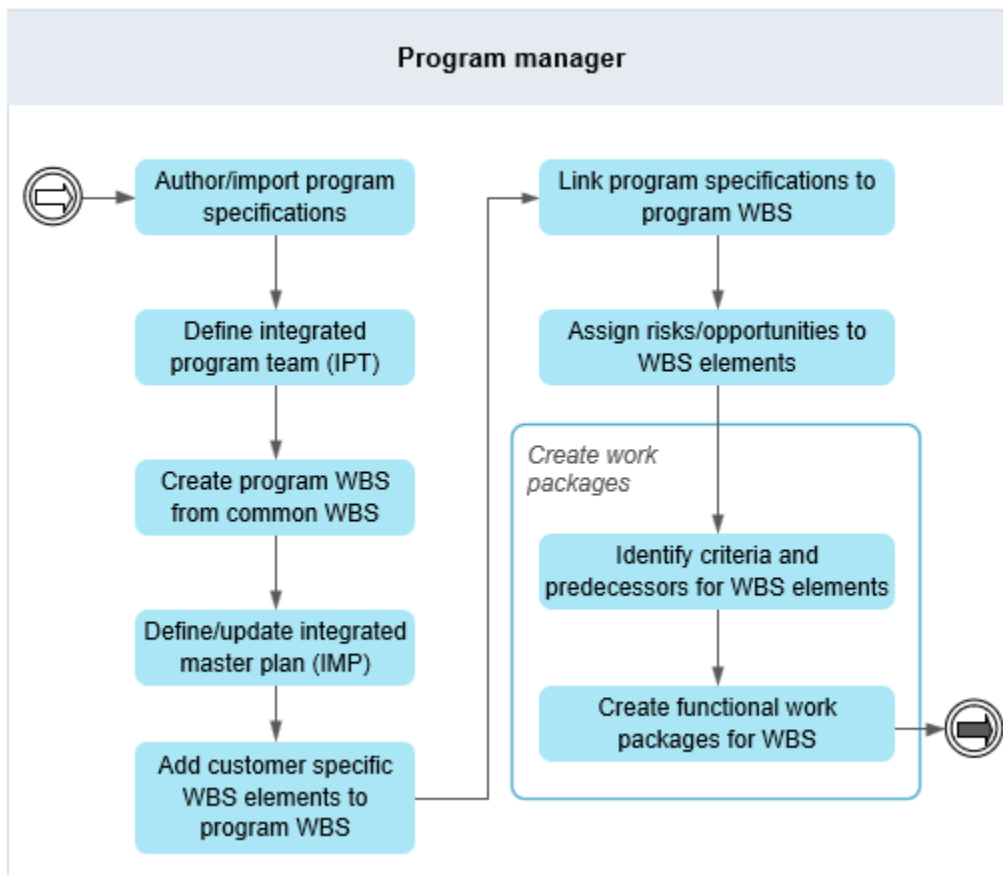 Program manager
Author/import program
specifications
Define integrated
program team (IPT)
Create program WBS
from common WBS
Define/update integrated
master plan (IMP)
Add customer specific
WBS elements to
program WBS
Link program specifications to
program WBS
Assign risks/opportunities to
WBS elements
Create work
packages
Identify criteria and
predecessors for WBS elements
Create functional work
packages for WBS